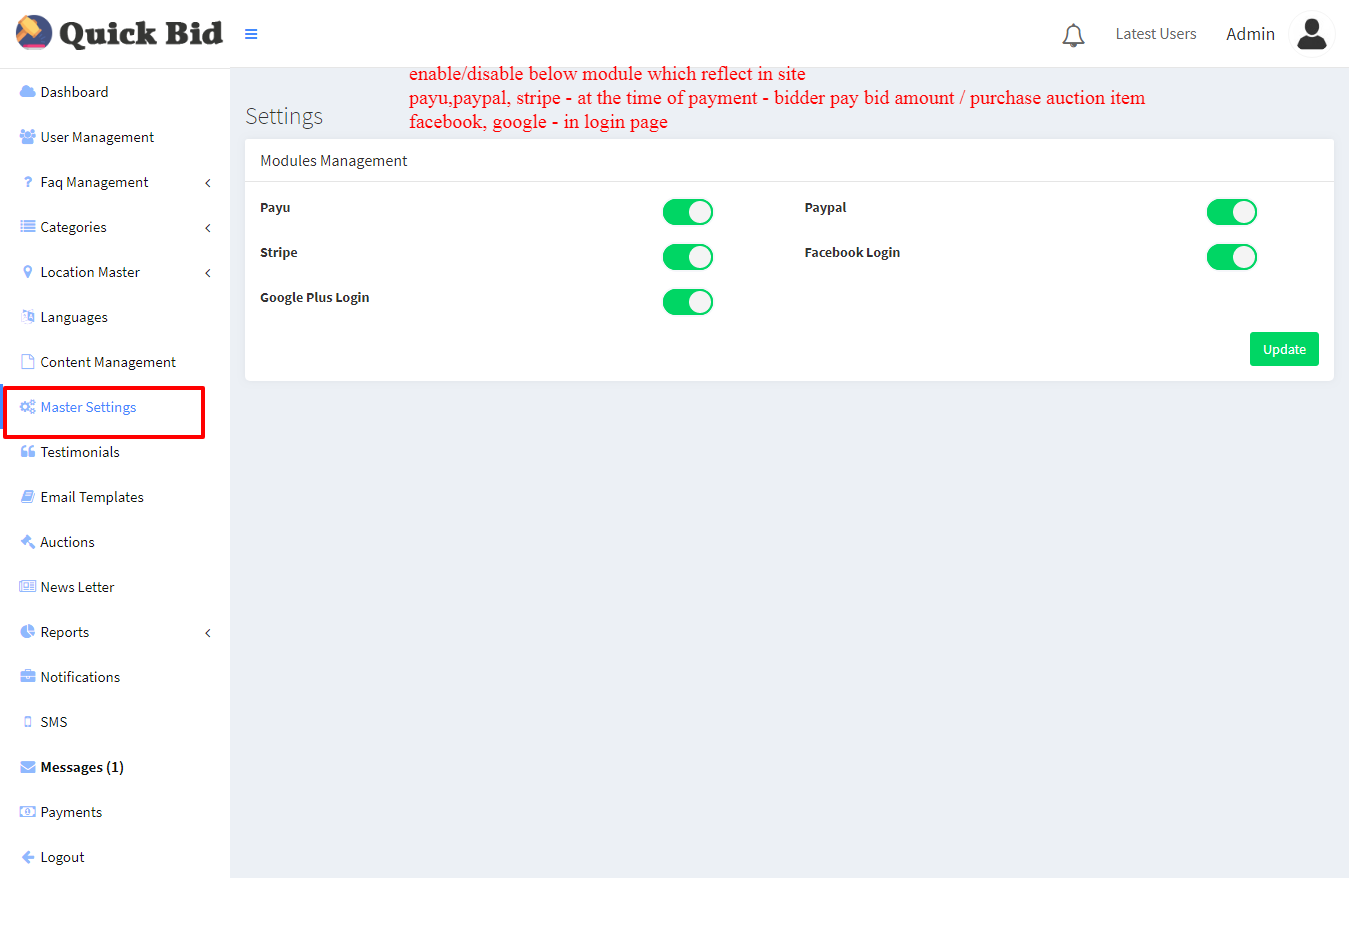 Quick Bid
Latest Users
Admin
enable/disable below module which reflect in site
payu,paypal, stripe - at the time of payment - bidder pay bid amount / purchase auction item
facebook, google - in login page
Dashboard
User Management
Faq Management
Categories
Location Master
Languages
Content Management
Master Settings
Testimonials
Email Templates
Auctions
News Letter
Reports
Notifications
SMS
Messages (1)
Payments
Logout
Settings
Modules Management
Payu
Paypal
Stripe
Facebook Login
Google Plus Login
Update